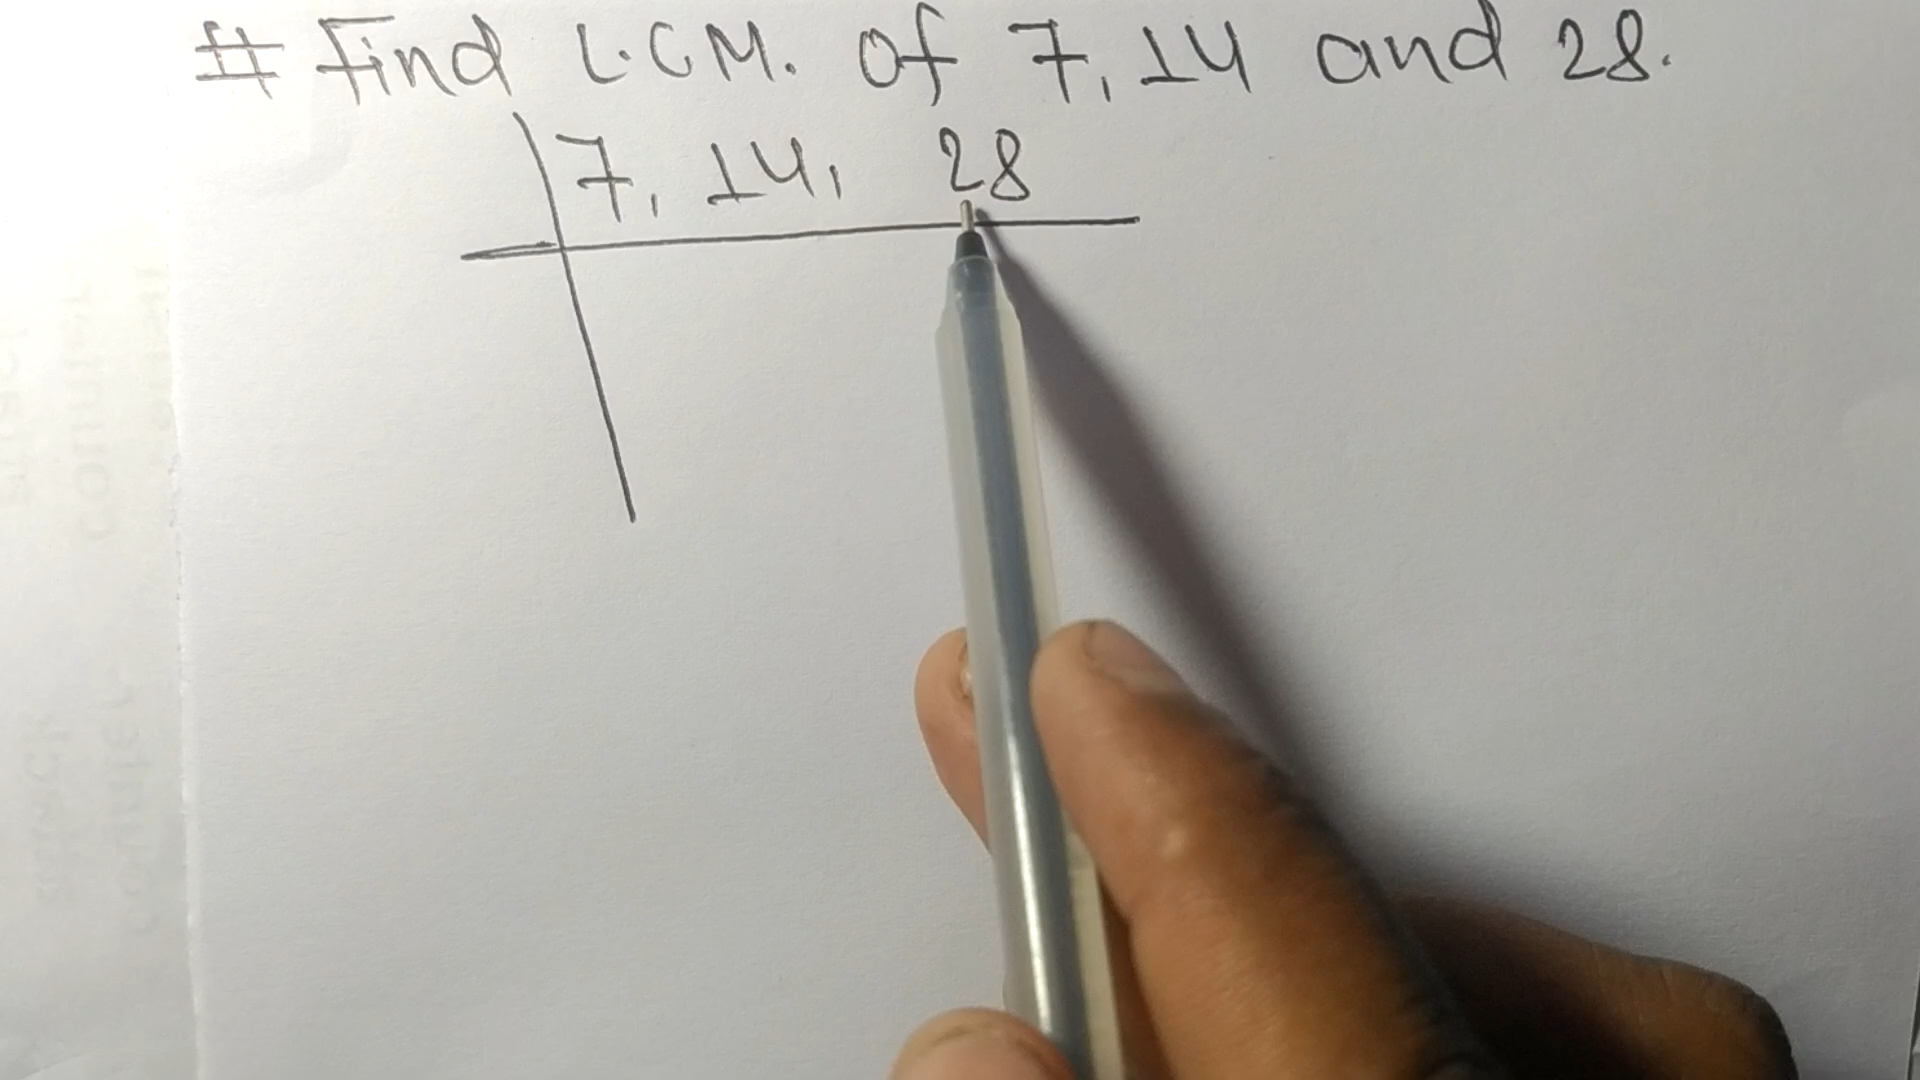 # Find L.C.M. of 7, 14 and 28.
7, 14, 28